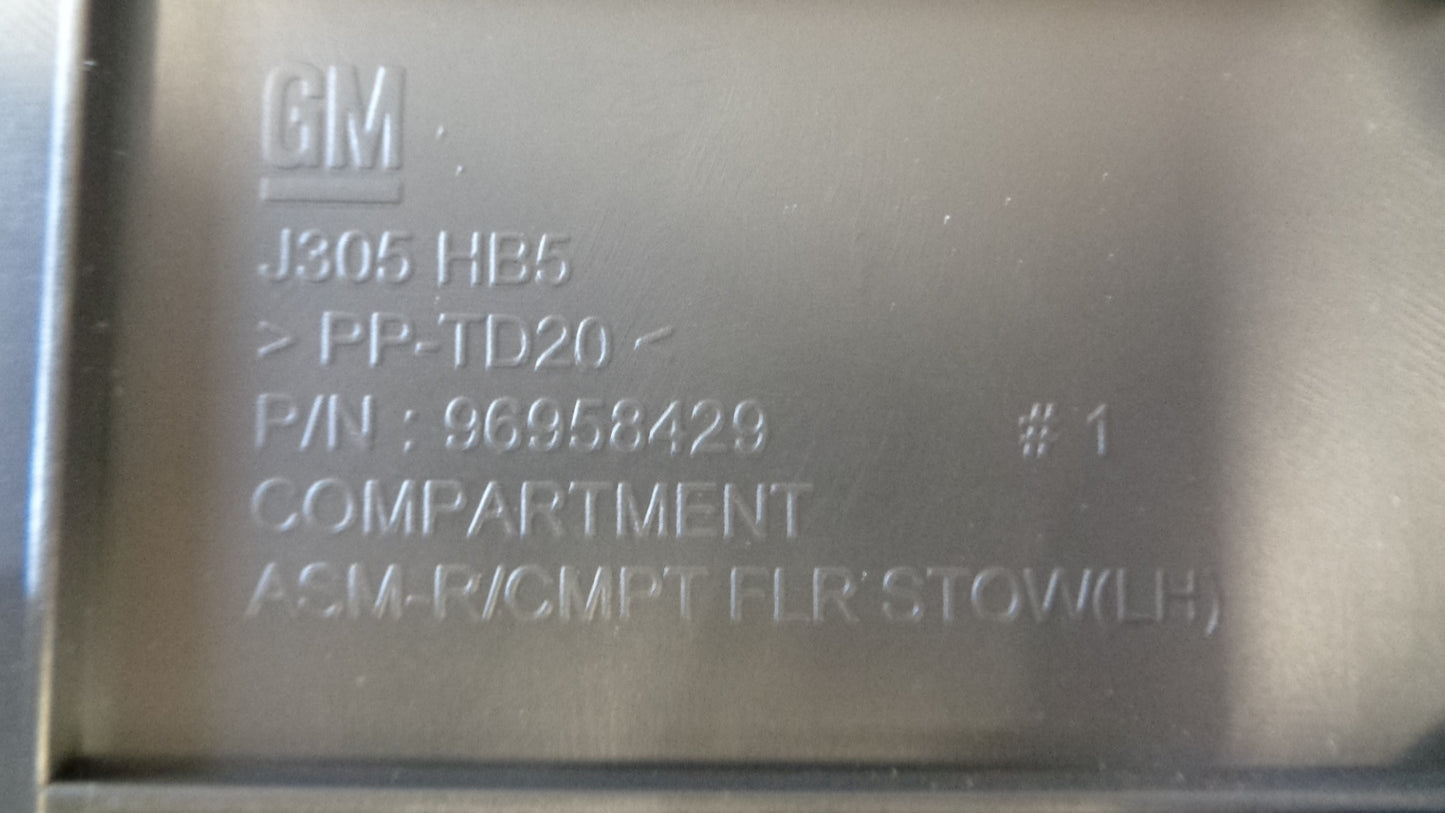 GM
J305 HB5
> PP-TD20 <
P/N : 96958429 # 1
COMPARTMENT
ASM-R/CMPT FLR STOW(LH)